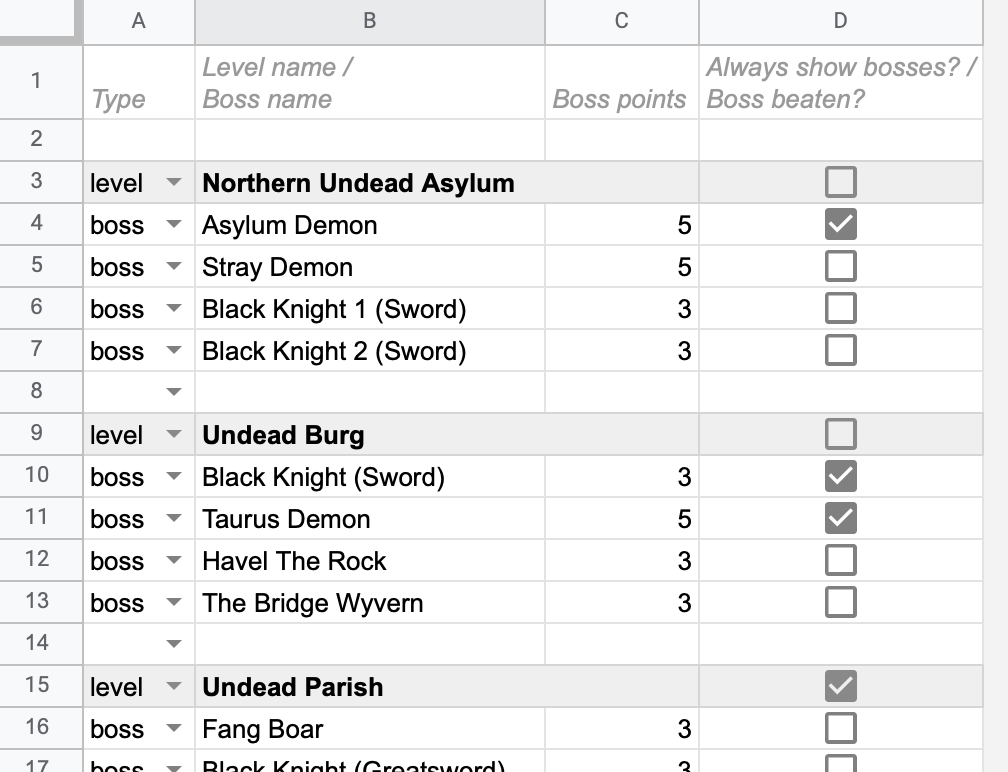 A B C D
1 Type Level name / Boss name Boss points Always show bosses? / Boss beaten?
2
3 level Northern Undead Asylum
4 boss Asylum Demon 5
5 boss Stray Demon 5
6 boss Black Knight 1 (Sword) 3
7 boss Black Knight 2 (Sword) 3
8
9 level Undead Burg
10 boss Black Knight (Sword) 3
11 boss Taurus Demon 5
12 boss Havel The Rock 3
13 boss The Bridge Wyvern 3
14
15 level Undead Parish
16 boss Fang Boar 3
17 boss Black Knight (Greatsword) 3